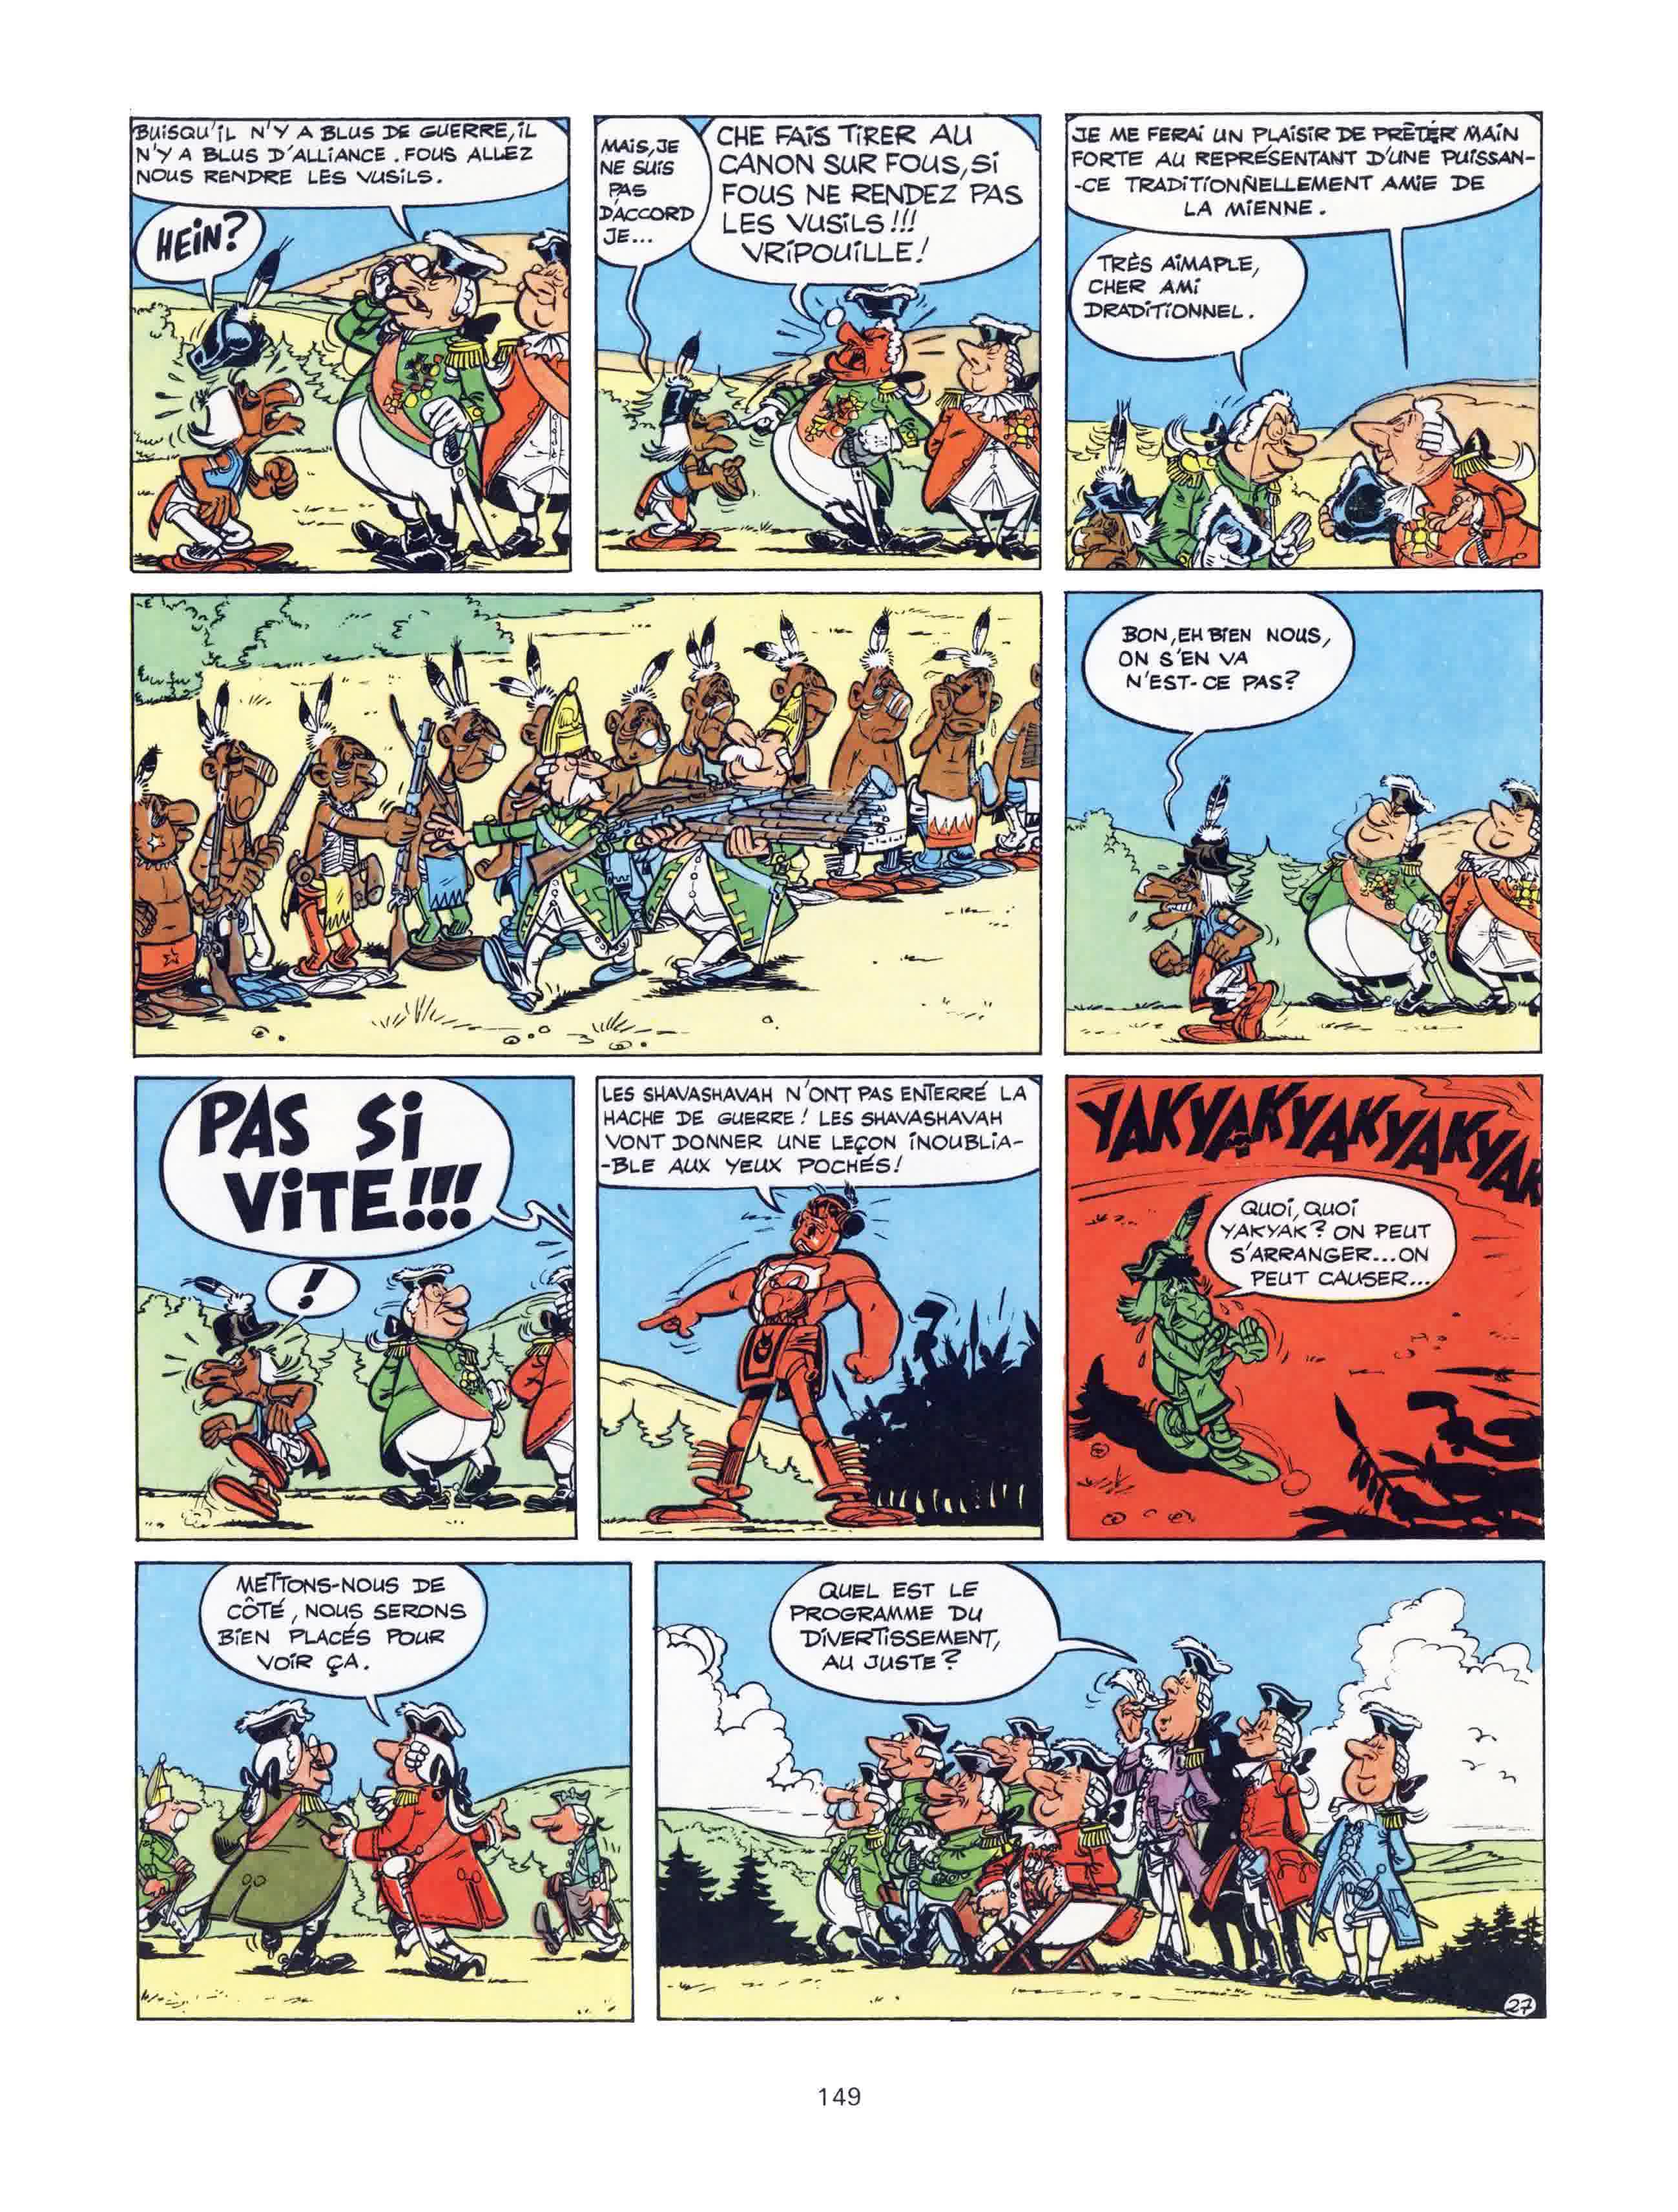 BUISQU'IL N'Y A BLUS DE GUERRE, IL
N'Y A BLUS D'ALLIANCE. FOUS ALLEZ
NOUS RENDRE LES VUSILS.
HEIN?
MAIS, JE
NE SUIS
PAS
D'ACCORD
JE...
CHE FAIS TIRER AU
CANON SUR FOUS, SI
FOUS NE RENDEZ PAS
LES VUSILS!!!
VRIPOUILLE!
JE ME FERAI UN PLAISIR DE PRÊTER MAIN
FORTE AU REPRÉSENTANT D'UNE PUISSAN-
-CE TRADITIONNELLEMENT AMIE DE
LA MIENNE.
TRÈS AIMAPLE,
CHER AMI
DRADITIONNEL.
BON, EH BIEN NOUS,
ON S'EN VA
N'EST-CE PAS?
PAS SI
VITE!!!
!
LES SHAVASHAVAH N'ONT PAS ENTERRÉ LA
HACHE DE GUERRE! LES SHAVASHAVAH
VONT DONNER UNE LEÇON INOUBLIA-
-BLE AUX YEUX POCHÉS!
YAKYAKYAKYAKYAK
QUOI, QUOI
YAKYAK? ON PEUT
S'ARRANGER...ON
PEUT CAUSER...
METTONS-NOUS DE
CÔTÉ, NOUS SERONS
BIEN PLACÉS POUR
VOIR ÇA.
QUEL EST LE
PROGRAMME DU
DIVERTISSEMENT,
AU JUSTE?
27
149